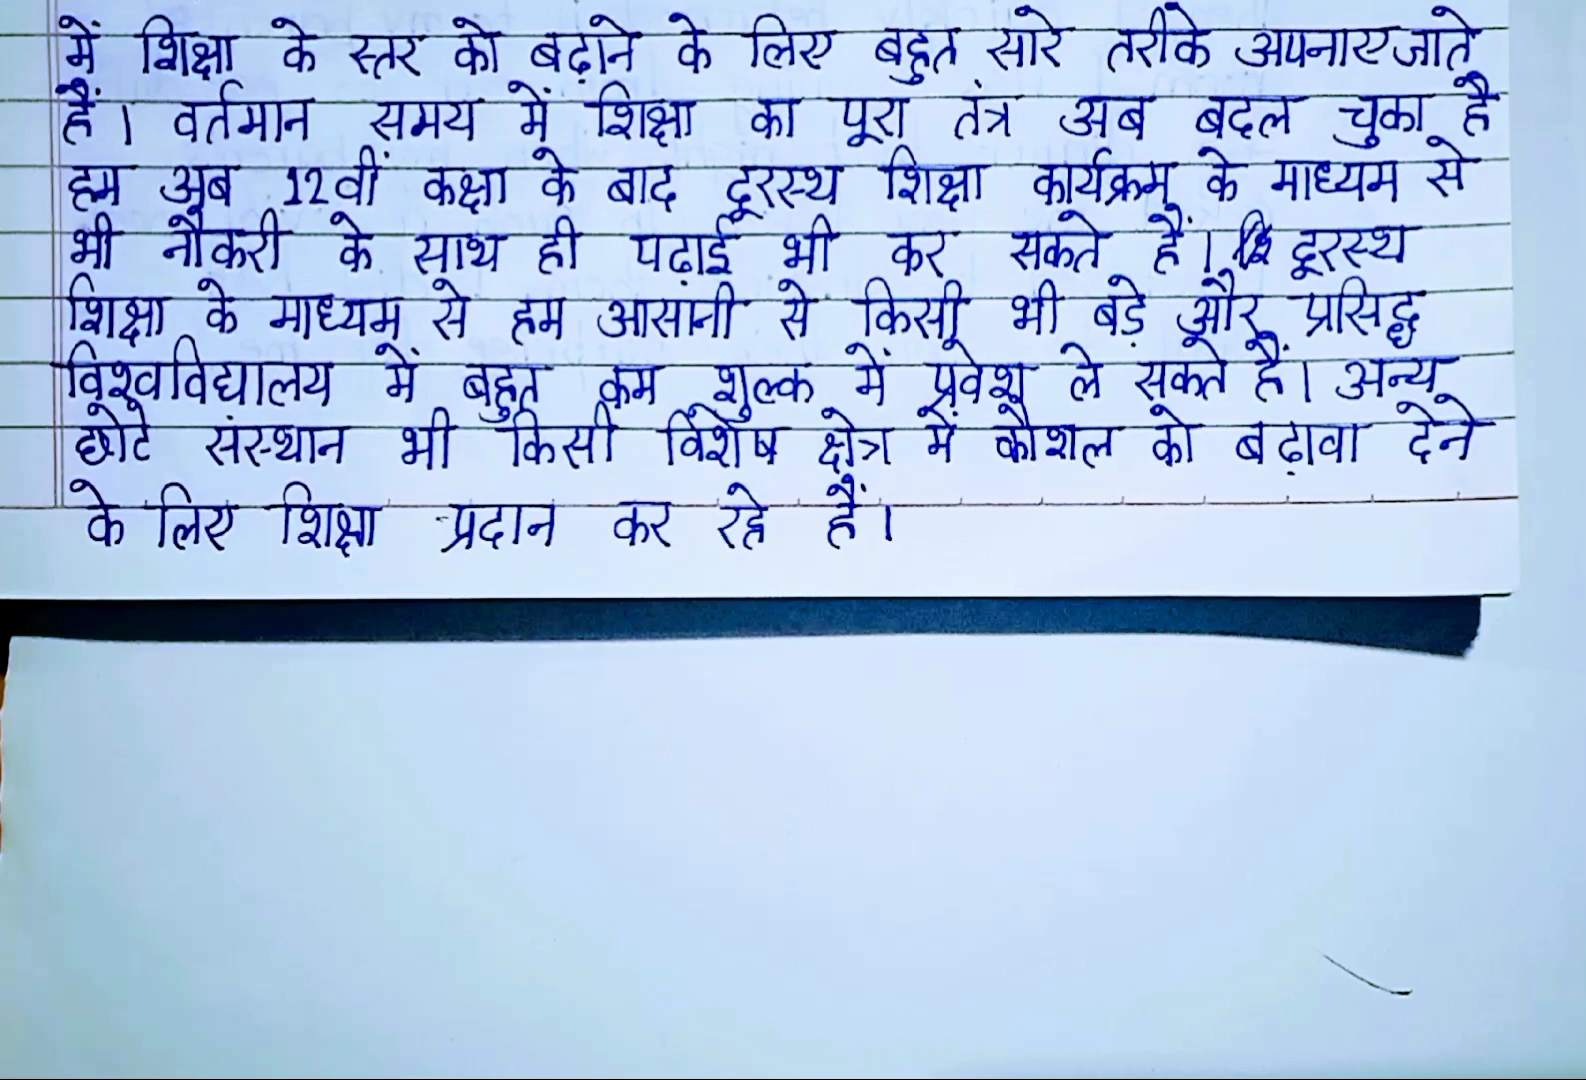 में शिक्षा के स्तर को बढ़ाने के लिए बहुत सारे तरीके अपनाए जाते
हैं। वर्तमान समय में शिक्षा का पूरा तंत्र अब बदल चुका है
हम अब 12वीं कक्षा के बाद दूरस्थ शिक्षा कार्यक्रम के माध्यम से
भी नौकरी के साथ ही पढ़ाई भी कर सकते हैं। दूरस्थ
शिक्षा के माध्यम से हम आसानी से किसी भी बड़े और प्रसिद्ध
विश्वविद्यालय में बहुत कम शुल्क में प्रवेश ले सकते हैं। अन्य
छोटे संस्थान भी किसी विशेष क्षेत्र में कौशल को बढ़ावा देने
के लिए शिक्षा प्रदान कर रहे हैं।